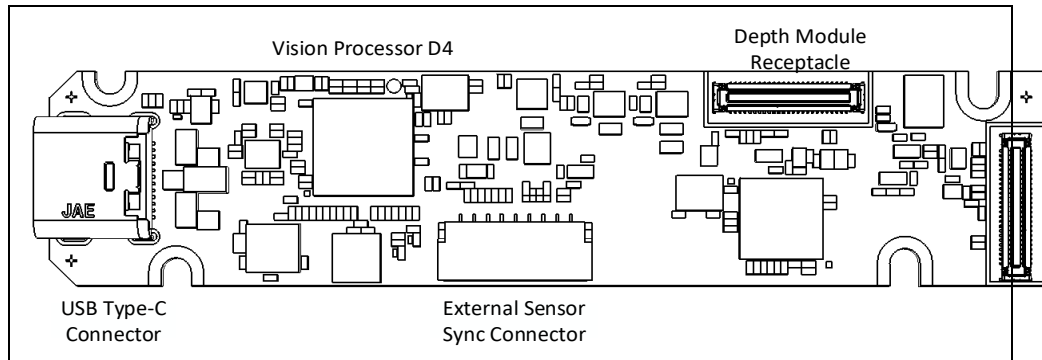 Vision Processor D4
Depth Module
Receptacle
JAE
USB Type-C
Connector
External Sensor
Sync Connector